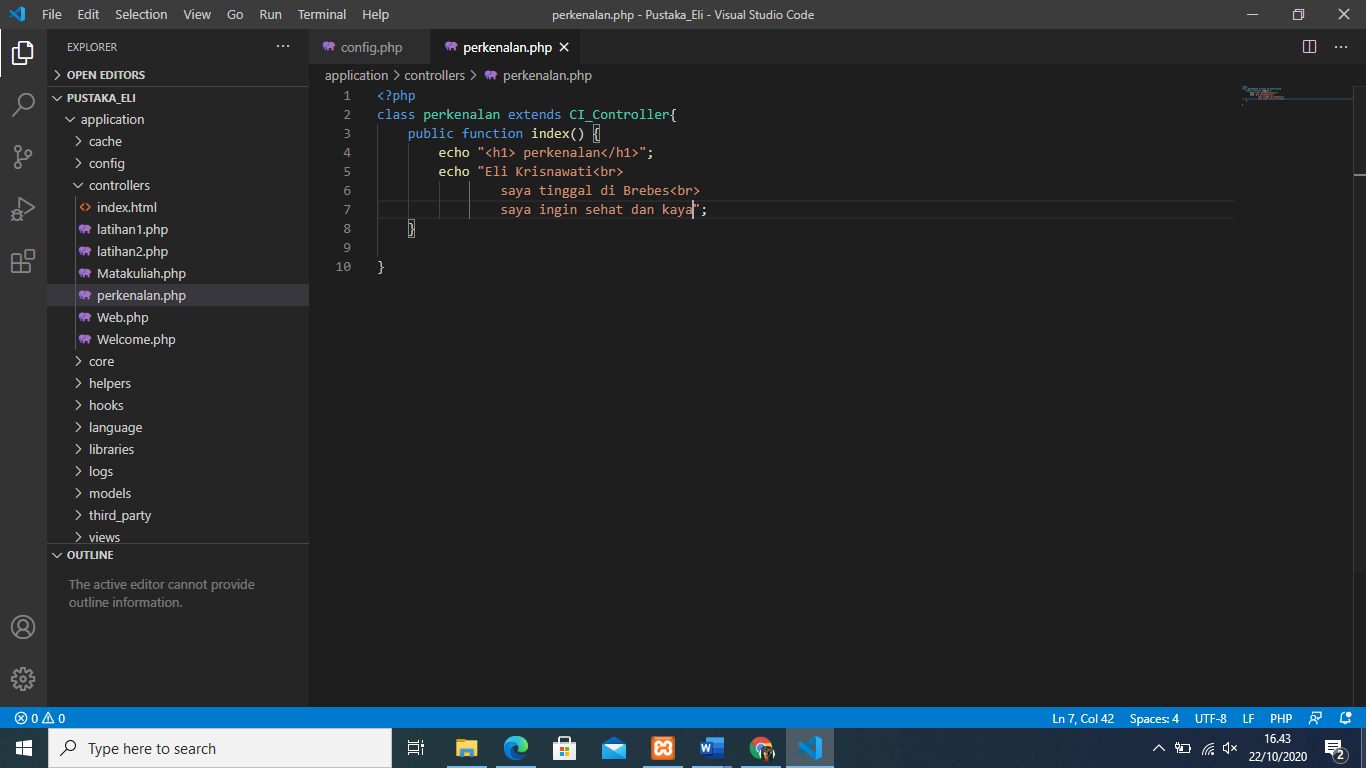 File Edit Selection View Go Run Terminal Help perkenalan.php - Pustaka_Eli - Visual Studio Code
EXPLORER
OPEN EDITORS
PUSTAKA_ELI
application
cache
config
controllers
index.html
latihan1.php
latihan2.php
Matakuliah.php
perkenalan.php
Web.php
Welcome.php
core
helpers
hooks
language
libraries
logs
models
third_party
views
OUTLINE
The active editor cannot provide
outline information.
config.php perkenalan.php
application > controllers > perkenalan.php
1 <?php
2 class perkenalan extends CI_Controller{
3 public function index() {
4 echo "<h1> perkenalan</h1>";
5 echo "Eli Krisnawati<br>
6 saya tinggal di Brebes<br>
7 saya ingin sehat dan kaya";
8 }
9
10 }
0 0 Ln 7, Col 42 Spaces: 4 UTF-8 LF PHP
Type here to search
16.43
22/10/2020
2